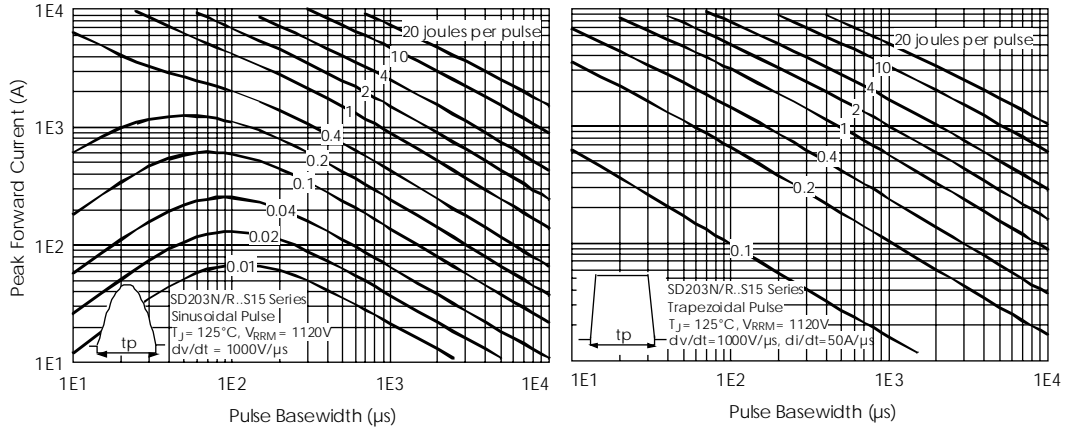 Peak Forward Current (A)
1E4
1E3
1E2
1E1
20 joules per pulse
10
4
2
1
0.4
0.2
0.1
0.04
0.02
0.01
tp
SD203N/R..S15 Series
Sinusoidal Pulse
TJ = 125°C, VRRM = 1120V
dv/dt = 1000V/µs
1E1 1E2 1E3 1E4
Pulse Basewidth (µs)
20 joules per pulse
10
4
2
1
0.4
0.2
0.1
tp
SD203N/R..S15 Series
Trapezoidal Pulse
TJ = 125°C, VRRM = 1120V
dv/dt=1000V/µs, di/dt=50A/µs
1E1 1E2 1E3 1E4
Pulse Basewidth (µs)